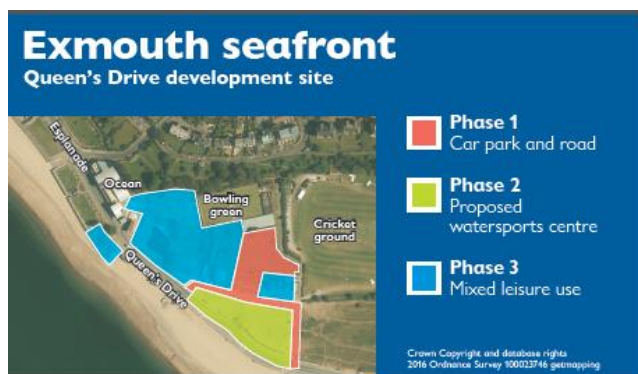 Exmouth seafront
Queen's Drive development site
Esplanade
Ocean
Bowling
green
Cricket
ground
Queen's Drive
Phase 1
Car park and road
Phase 2
Proposed
watersports centre
Phase 3
Mixed leisure use
Crown Copyright and database rights
2016 Ordnance Survey 100023746 getmapping